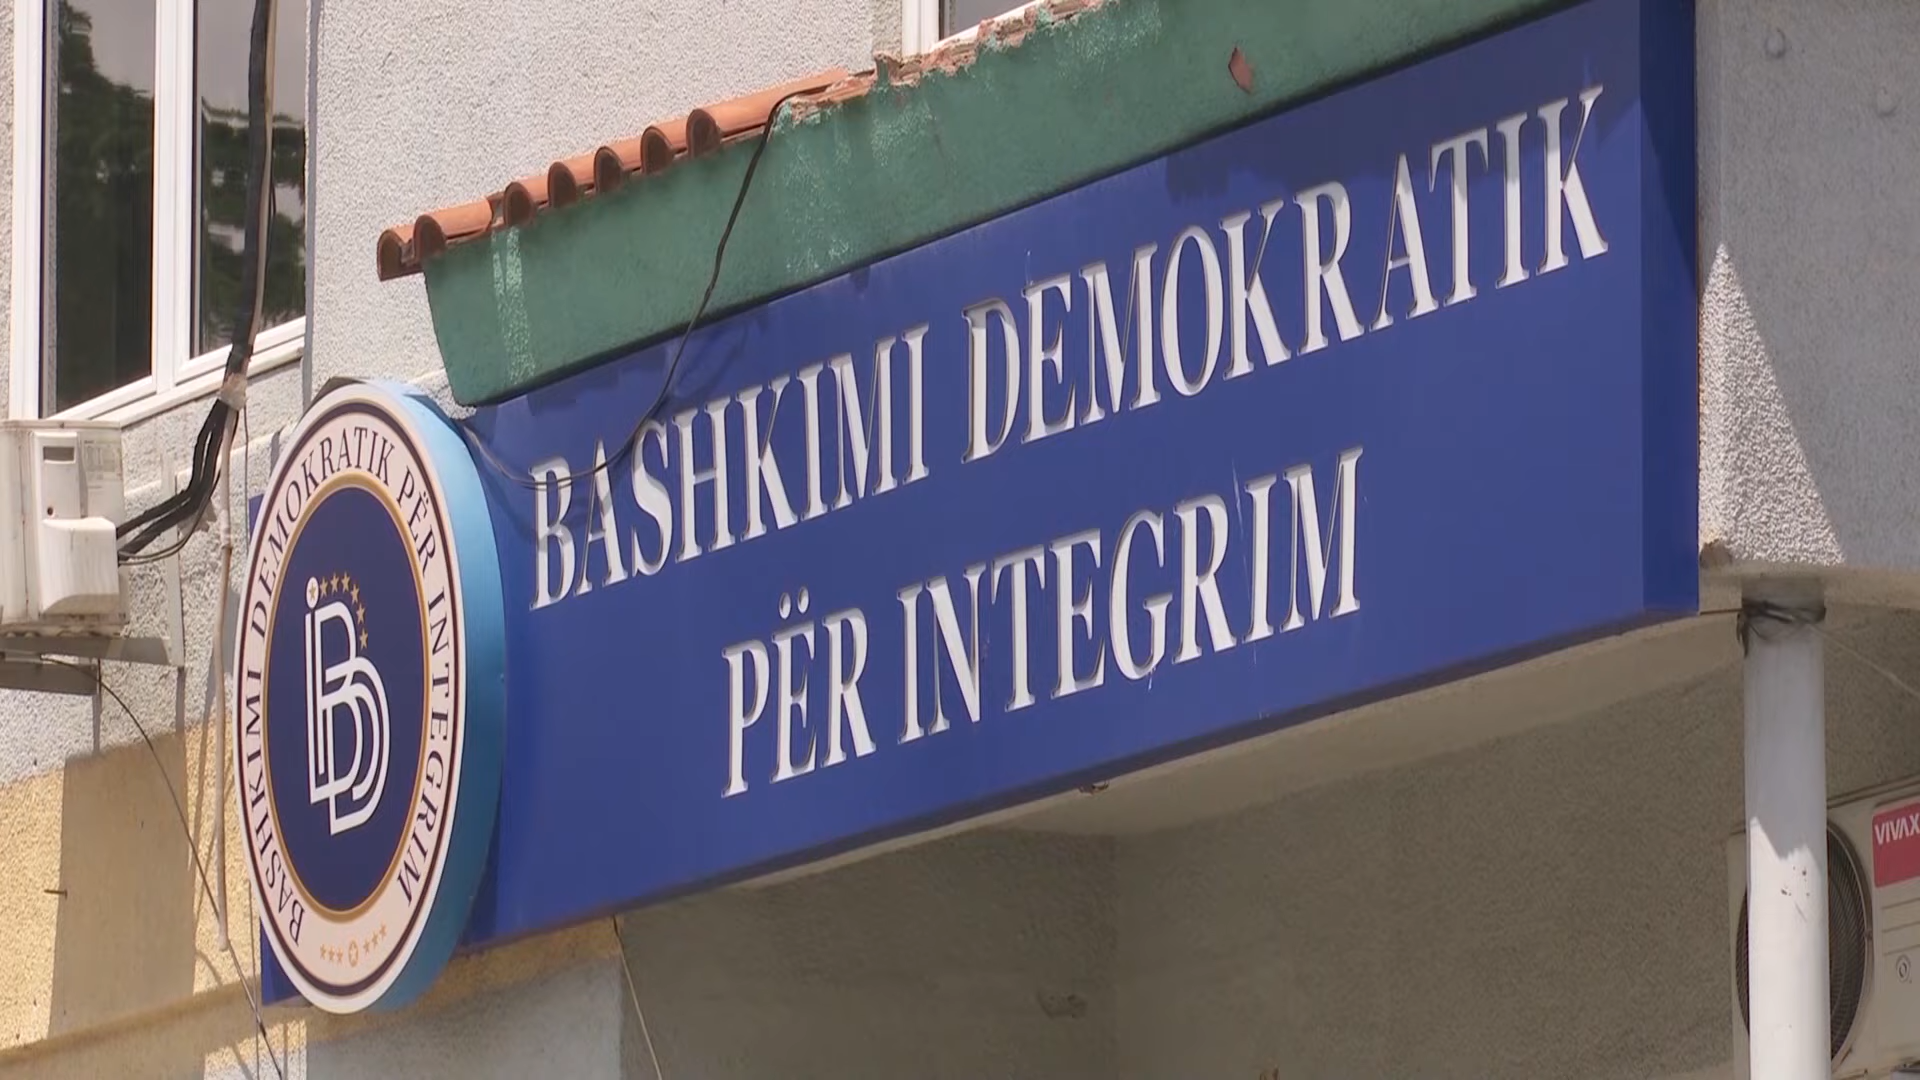 BASHKIMI DEMOKRATIK
PËR INTEGRIM
BASHKIMI DEMOKRATIK PËR INTEGRIM
BDI
VIVAX